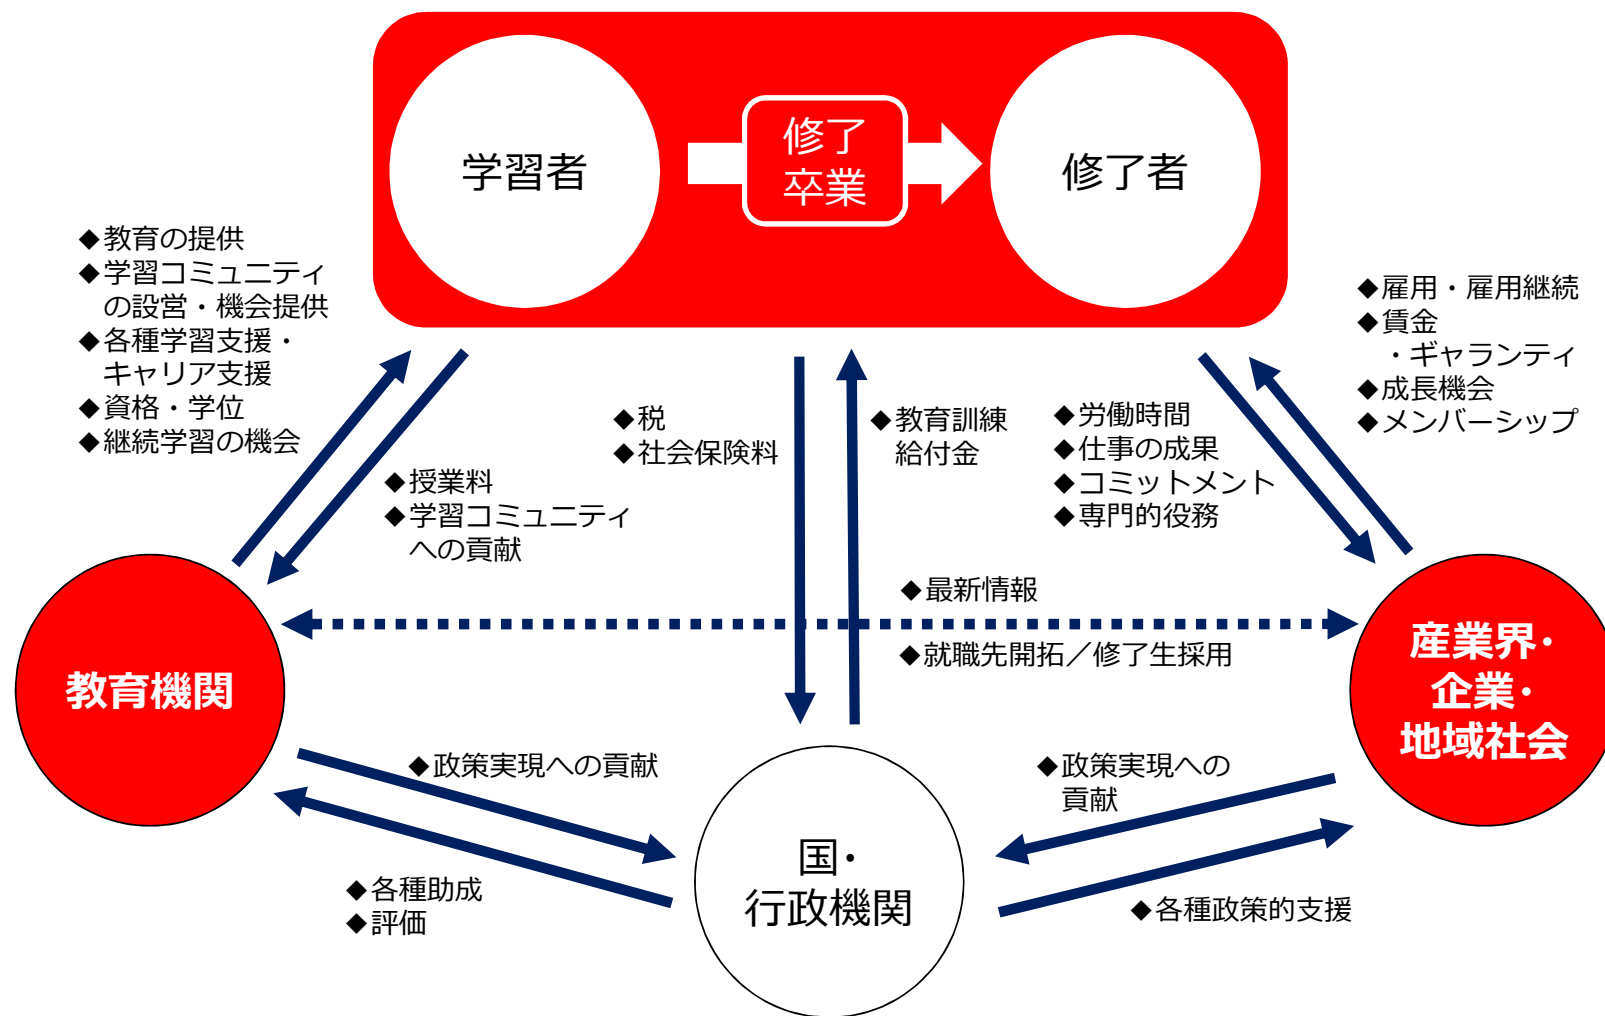 学習者
修了
卒業
修了者
◆教育の提供
◆学習コミュニティ
の設営・機会提供
◆各種学習支援・
キャリア支援
◆資格・学位
◆継続学習の機会
◆雇用・雇用継続
◆賃金
・ギャランティ
◆成長機会
◆メンバーシップ
◆税
◆社会保険料
◆教育訓練
給付金
◆労働時間
◆仕事の成果
◆コミットメント
◆専門的役務
◆授業料
◆学習コミュニティ
への貢献
◆最新情報
◆就職先開拓／修了生採用
教育機関
産業界・
企業・
地域社会
◆政策実現への貢献
◆政策実現への
貢献
国・
行政機関
◆各種助成
◆評価
◆各種政策的支援